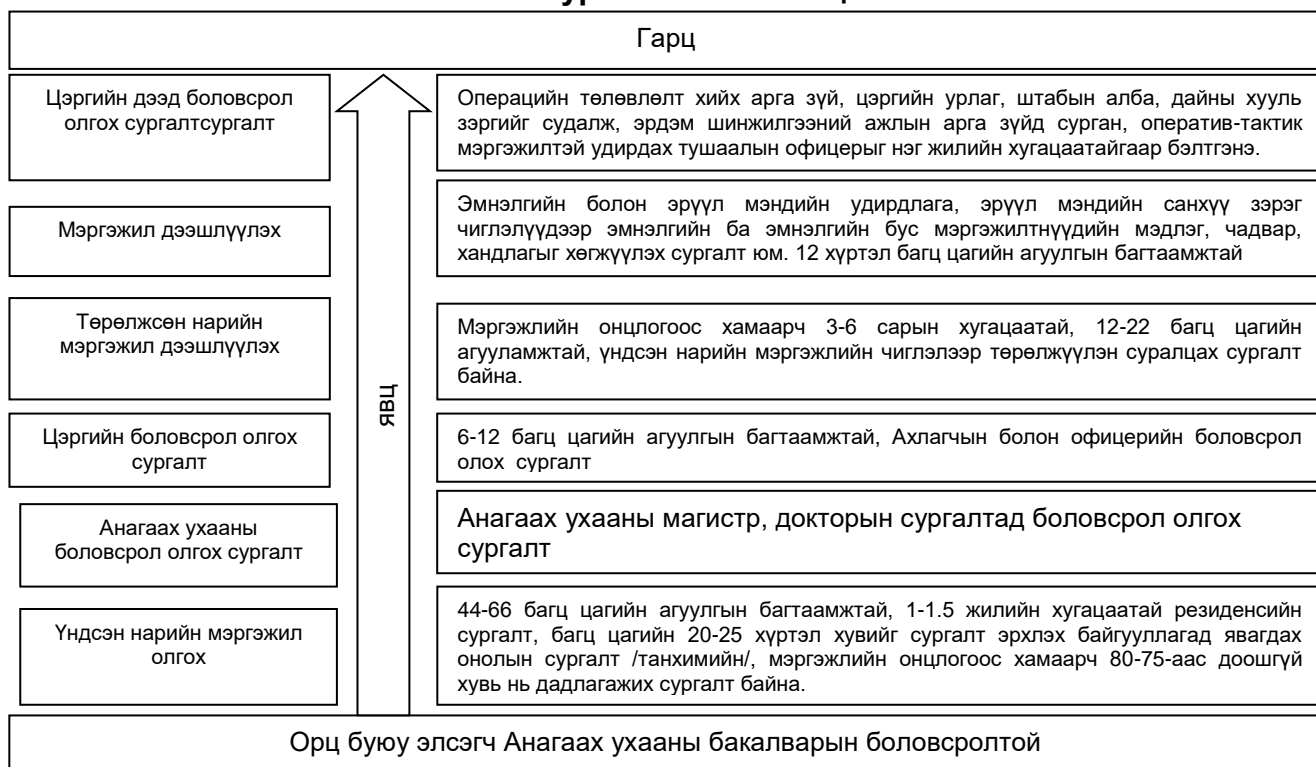 Гарц
Цэргийн дээд боловсрол
олгох сургалтсургалт
Операцийн төлөвлөлт хийх арга зүй, цэргийн урлаг, штабын алба, дайны хууль
зэргийг судалж, эрдэм шинжилгээний ажлын арга зүйд сурган, оператив-тактик
мэргэжилтэй удирдах тушаалын офицерыг нэг жилийн хугацаатайгаар бэлтгэнэ.
Мэргэжил дээшлүүлэх
Эмнэлгийн болон эрүүл мэндийн удирдлага, эрүүл мэндийн санхүү зэрэг
чиглэлүүдээр эмнэлгийн ба эмнэлгийн бус мэргэжилтнүүдийн мэдлэг, чадвар,
хандлагыг хөгжүүлэх сургалт юм. 12 хүртэл багц цагийн агуулгын багтаамжтай
Төрөлжсөн нарийн
мэргэжил дээшлүүлэх
Мэргэжлийн онцлогоос хамаарч 3-6 сарын хугацаатай, 12-22 багц цагийн
агууламжтай, үндсэн нарийн мэргэжлийн чиглэлээр төрөлжүүлэн суралцах сургалт
байна.
ЯВЦ
Цэргийн боловсрол олгох
сургалт
6-12 багц цагийн агуулгын багтаамжтай, Ахлагчын болон офицерийн боловсрол
олох сургалт
Анагаах ухааны
боловсрол олгох сургалт
Анагаах ухааны магистр, докторын сургалтад боловсрол олгох
сургалт
Үндсэн нарийн мэргэжил
олгох
44-66 багц цагийн агуулгын багтаамжтай, 1-1.5 жилийн хугацаатай резиденсийн
сургалт, багц цагийн 20-25 хүртэл хувийг сургалт эрхлэх байгууллагад явагдах
онолын сургалт /танхимийн/, мэргэжлийн онцлогоос хамаарч 80-75-аас доошгүй
хувь нь дадлагажих сургалт байна.
Орц буюу элсэгч Анагаах ухааны бакалварын боловсролтой